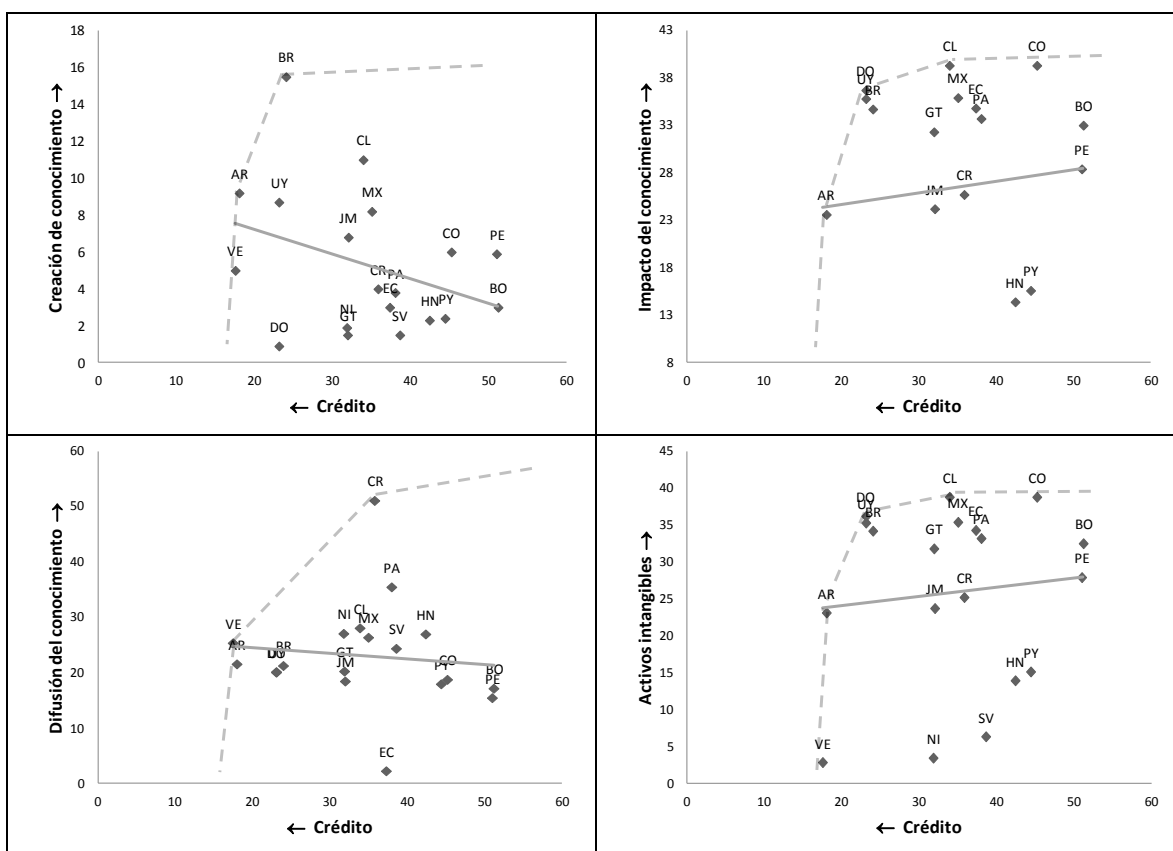 18
16
14
12
10
8
6
4
2
0
0 10 20 30 40 50 60
Creación de conocimiento →
← Crédito
BR
CL
AR
UY
MX
JM
CO
PE
VE
CR
PA
EC
BO
NI
GT
SV
HN
PY
DO
43
38
33
28
23
18
13
8
0 10 20 30 40 50 60
Impacto del conocimiento →
← Crédito
DO
UY
BR
CL
CO
MX
EC
PA
GT
BO
PE
AR
JM
CR
HN
PY
60
50
40
30
20
10
0
0 10 20 30 40 50 60
Difusión del conocimiento →
← Crédito
CR
PA
VE
NI
CL
MX
HN
AR
BR
SV
GT
JM
PY
CO
BO
PE
EC
45
40
35
30
25
20
15
10
5
0
0 10 20 30 40 50 60
Activos intangibles →
← Crédito
DO
UY
BR
CL
CO
MX
EC
PA
GT
BO
PE
AR
JM
CR
HN
PY
SV
NI
VE